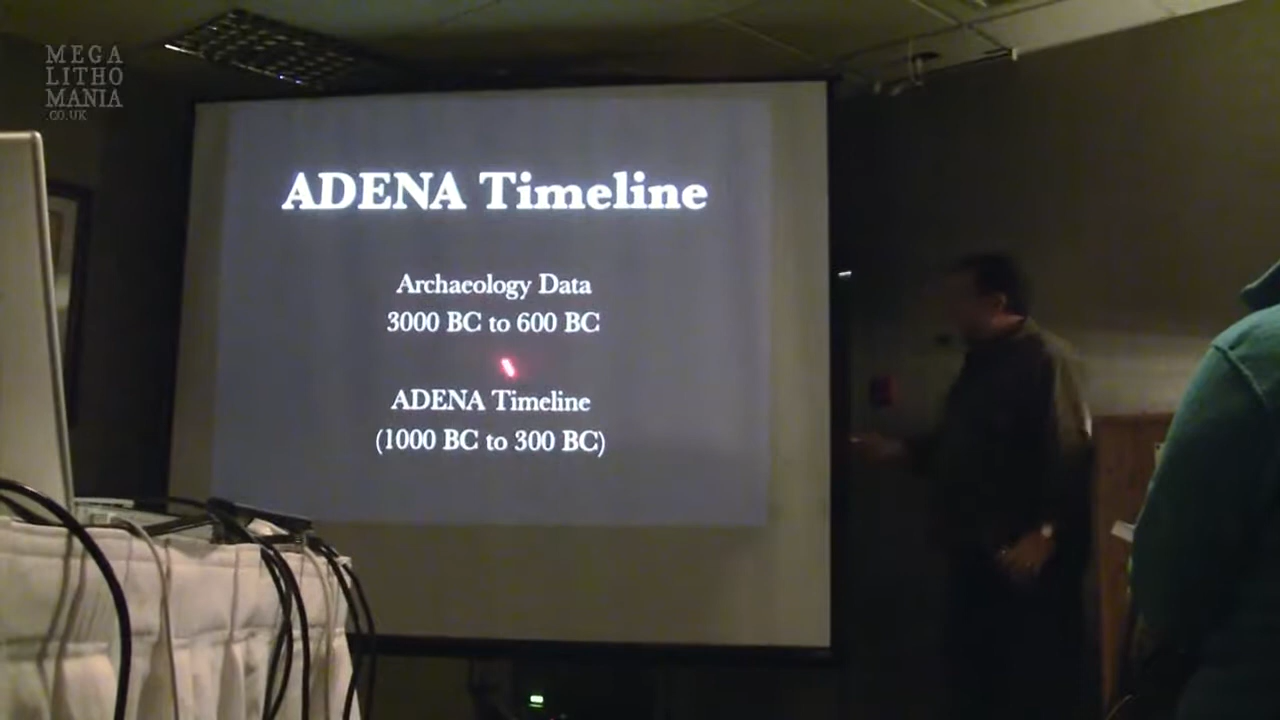 MEGA
LITHO
MANIA
.CO.UK
ADENA Timeline
Archaeology Data
3000 BC to 600 BC
ADENA Timeline
(1000 BC to 300 BC)